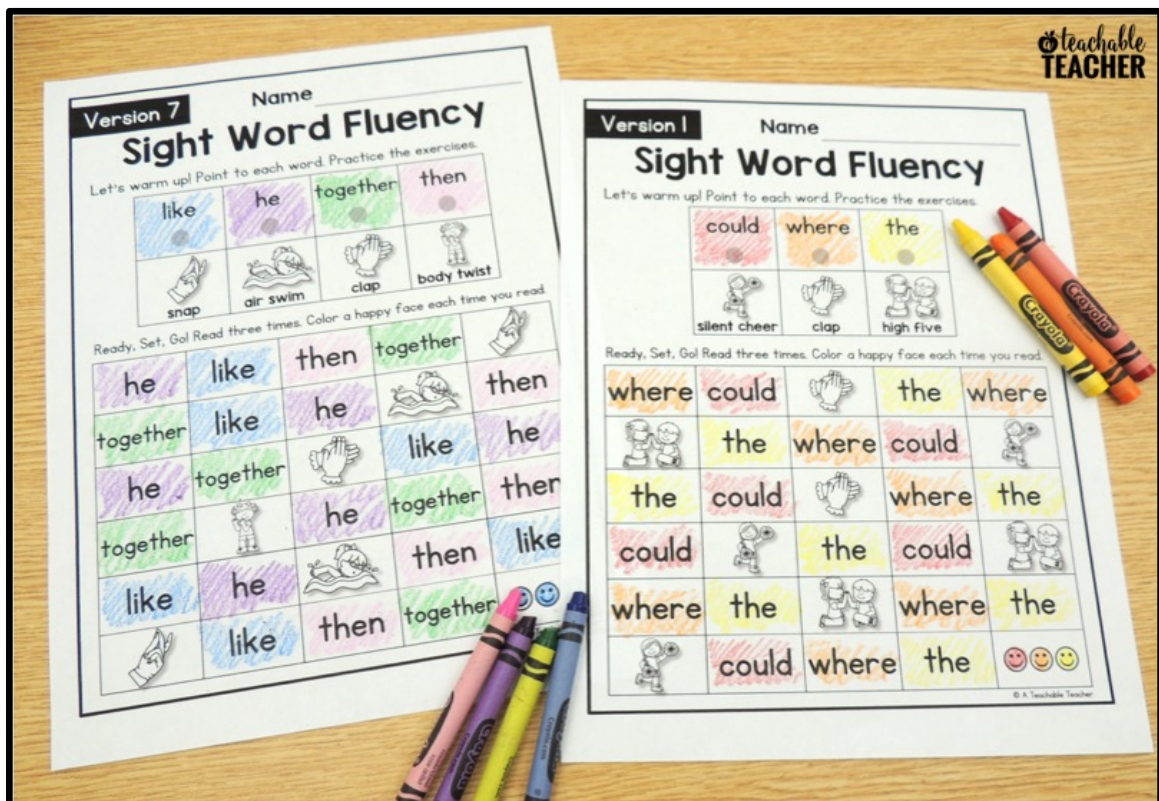 a teachable
TEACHER
Version 7
Name
Sight Word Fluency
Let's warm up! Point to each word. Practice the exercises.
like he together then
snap air swim clap body twist
Ready, Set, Go! Read three times. Color a happy face each time you read.
he like then together
together like he then
he together like he
together he together then
like he then like
like then together
Version 1
Name
Sight Word Fluency
Let's warm up! Point to each word. Practice the exercises.
could where the
silent cheer clap high five
Ready, Set, Go! Read three times. Color a happy face each time you read.
where could the where
the where could
the could where the
could the could
where the where the
could where the
© A Teachable Teacher
Crayola
Crayola
Crayola